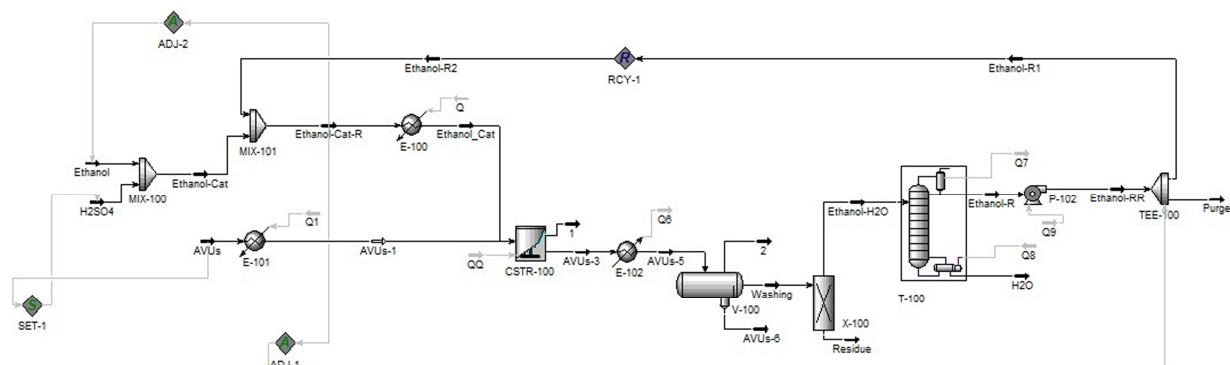 A
ADJ-2
Ethanol-R2
R
RCY-1
Ethanol-R1
Ethanol-Cat-R
Q
E-100
Ethanol_Cat
MIX-101
Ethanol
H2SO4
MIX-100
Ethanol-Cat
AVUs
Q1
E-101
AVUs-1
QQ
CSTR-100
1
AVUs-3
Q6
E-102
AVUs-5
2
V-100
AVUs-6
Washing
X-100
Residue
Ethanol-H2O
T-100
Q7
Ethanol-R
Q8
H2O
P-102
Q9
Ethanol-RR
TEE-100
Purge
S
SET-1
A
ADJ-1